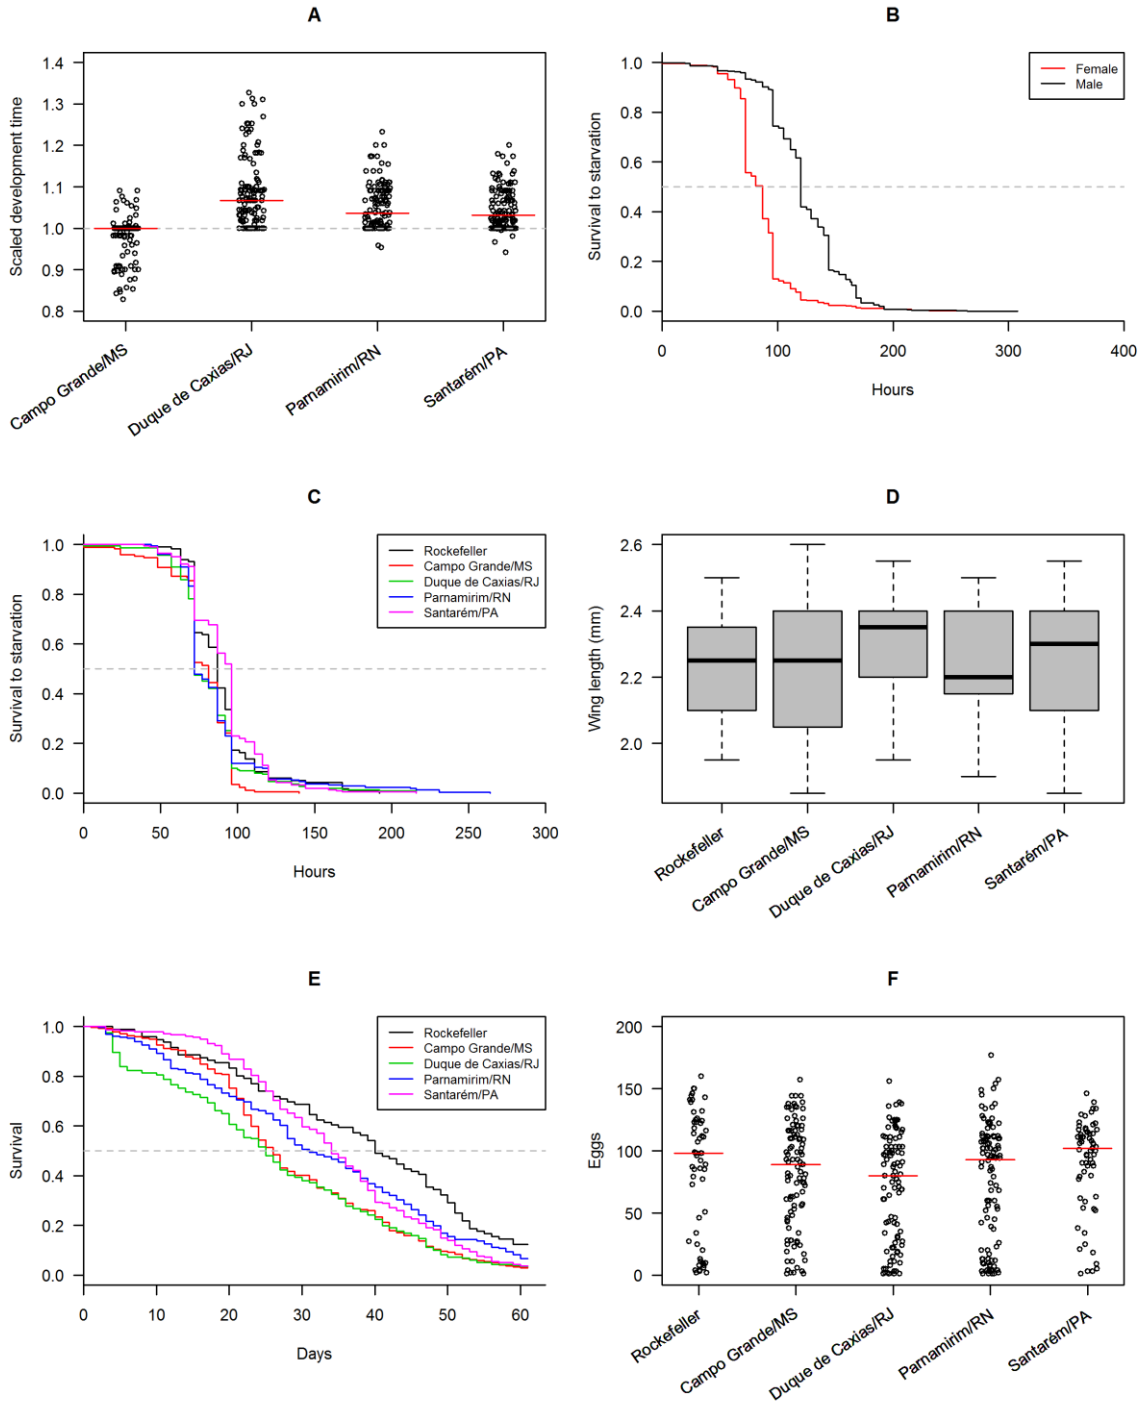 A
Scaled development time
1.4
1.3
1.2
1.1
1.0
0.9
0.8
Campo Grande/MS
Duque de Caxias/RJ
Parnamirim/RN
Santarém/PA
B
Survival to starvation
1.0
0.8
0.6
0.4
0.2
0.0
Female
Male
0
100
200
300
400
Hours
C
Survival to starvation
1.0
0.8
0.6
0.4
0.2
0.0
Rockefeller
Campo Grande/MS
Duque de Caxias/RJ
Parnamirim/RN
Santarém/PA
0
50
100
150
200
250
300
Hours
D
Wing length (mm)
2.6
2.4
2.2
2.0
Rockefeller
Campo Grande/MS
Duque de Caxias/RJ
Parnamirim/RN
Santarém/PA
E
Survival
1.0
0.8
0.6
0.4
0.2
0.0
Rockefeller
Campo Grande/MS
Duque de Caxias/RJ
Parnamirim/RN
Santarém/PA
0
10
20
30
40
50
60
Days
F
Eggs
200
150
100
50
0
Rockefeller
Campo Grande/MS
Duque de Caxias/RJ
Parnamirim/RN
Santarém/PA